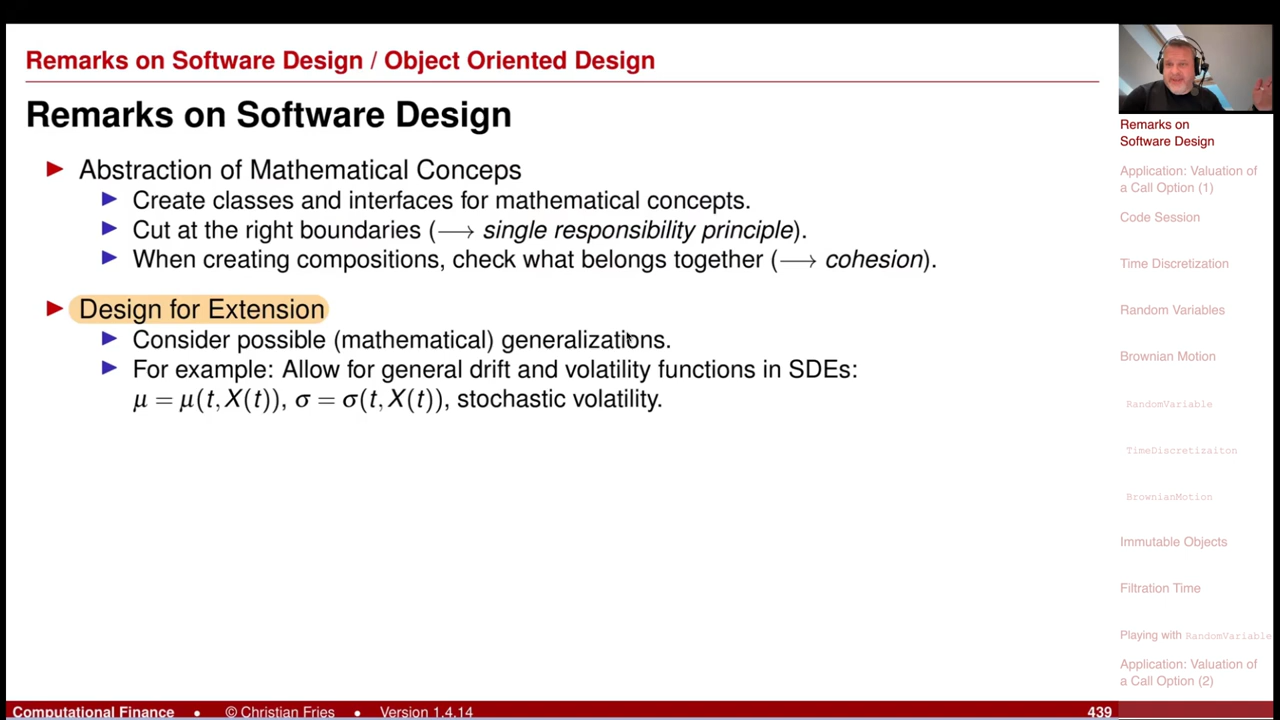 Remarks on Software Design / Object Oriented Design
Remarks on Software Design
Abstraction of Mathematical Conceps
Create classes and interfaces for mathematical concepts.
Cut at the right boundaries (⟶ single responsibility principle).
When creating compositions, check what belongs together (⟶ cohesion).
Design for Extension
Consider possible (mathematical) generalizations.
For example: Allow for general drift and volatility functions in SDEs:
μ = μ(t, X(t)), σ = σ(t, X(t)), stochastic volatility.
Remarks on
Software Design
Application: Valuation of
a Call Option (1)
Code Session
Time Discretization
Random Variables
Brownian Motion
RandomVariable
TimeDiscretizaiton
BrownianMotion
Immutable Objects
Filtration Time
Playing with RandomVariable
Application: Valuation of
a Call Option (2)
Computational Finance • © Christian Fries • Version 1.4.14
439